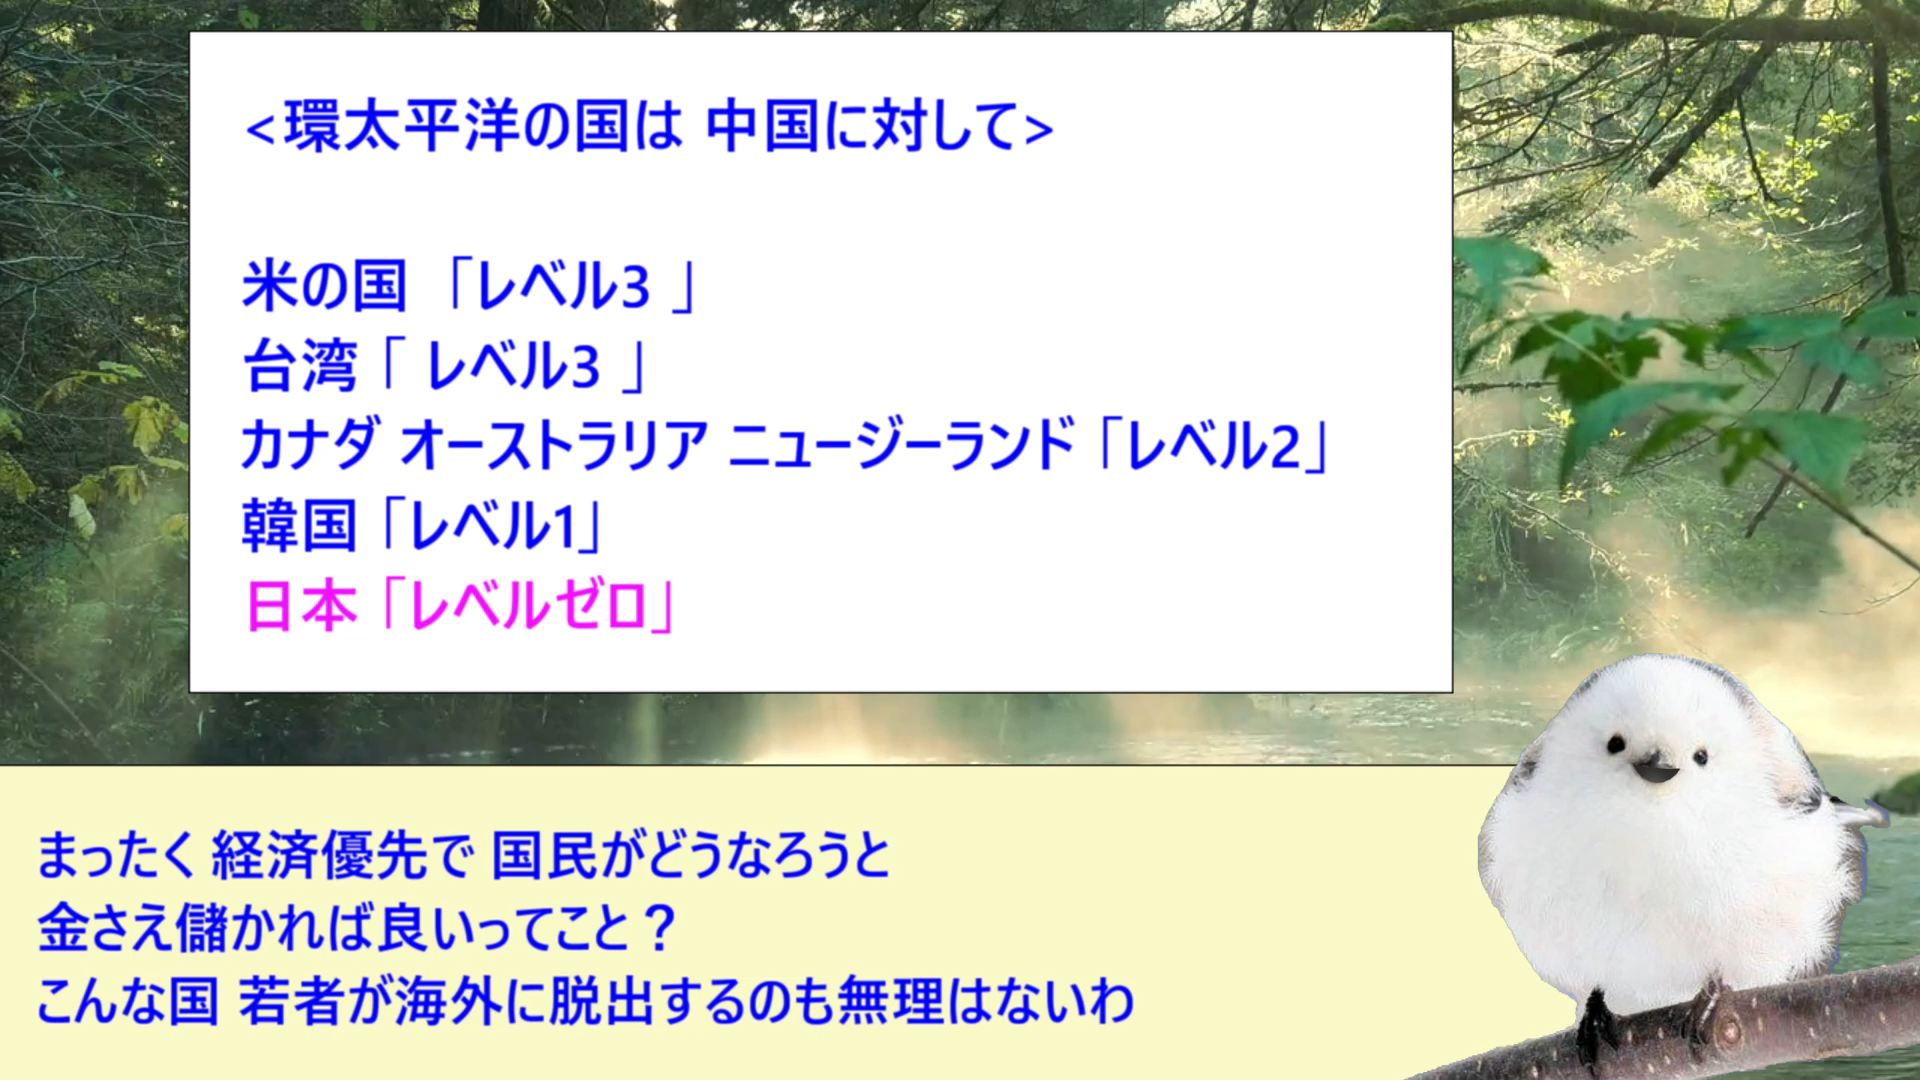 <環太平洋の国は 中国に対して>
米の国 「レベル3 」
台湾「 レベル3 」
カナダ オーストラリア ニュージーランド「レベル2」
韓国「レベル1」
日本「レベルゼロ」
まったく 経済優先で 国民がどうなろうと
金さえ儲かれば良いってこと？
こんな国 若者が海外に脱出するのも無理はないわ